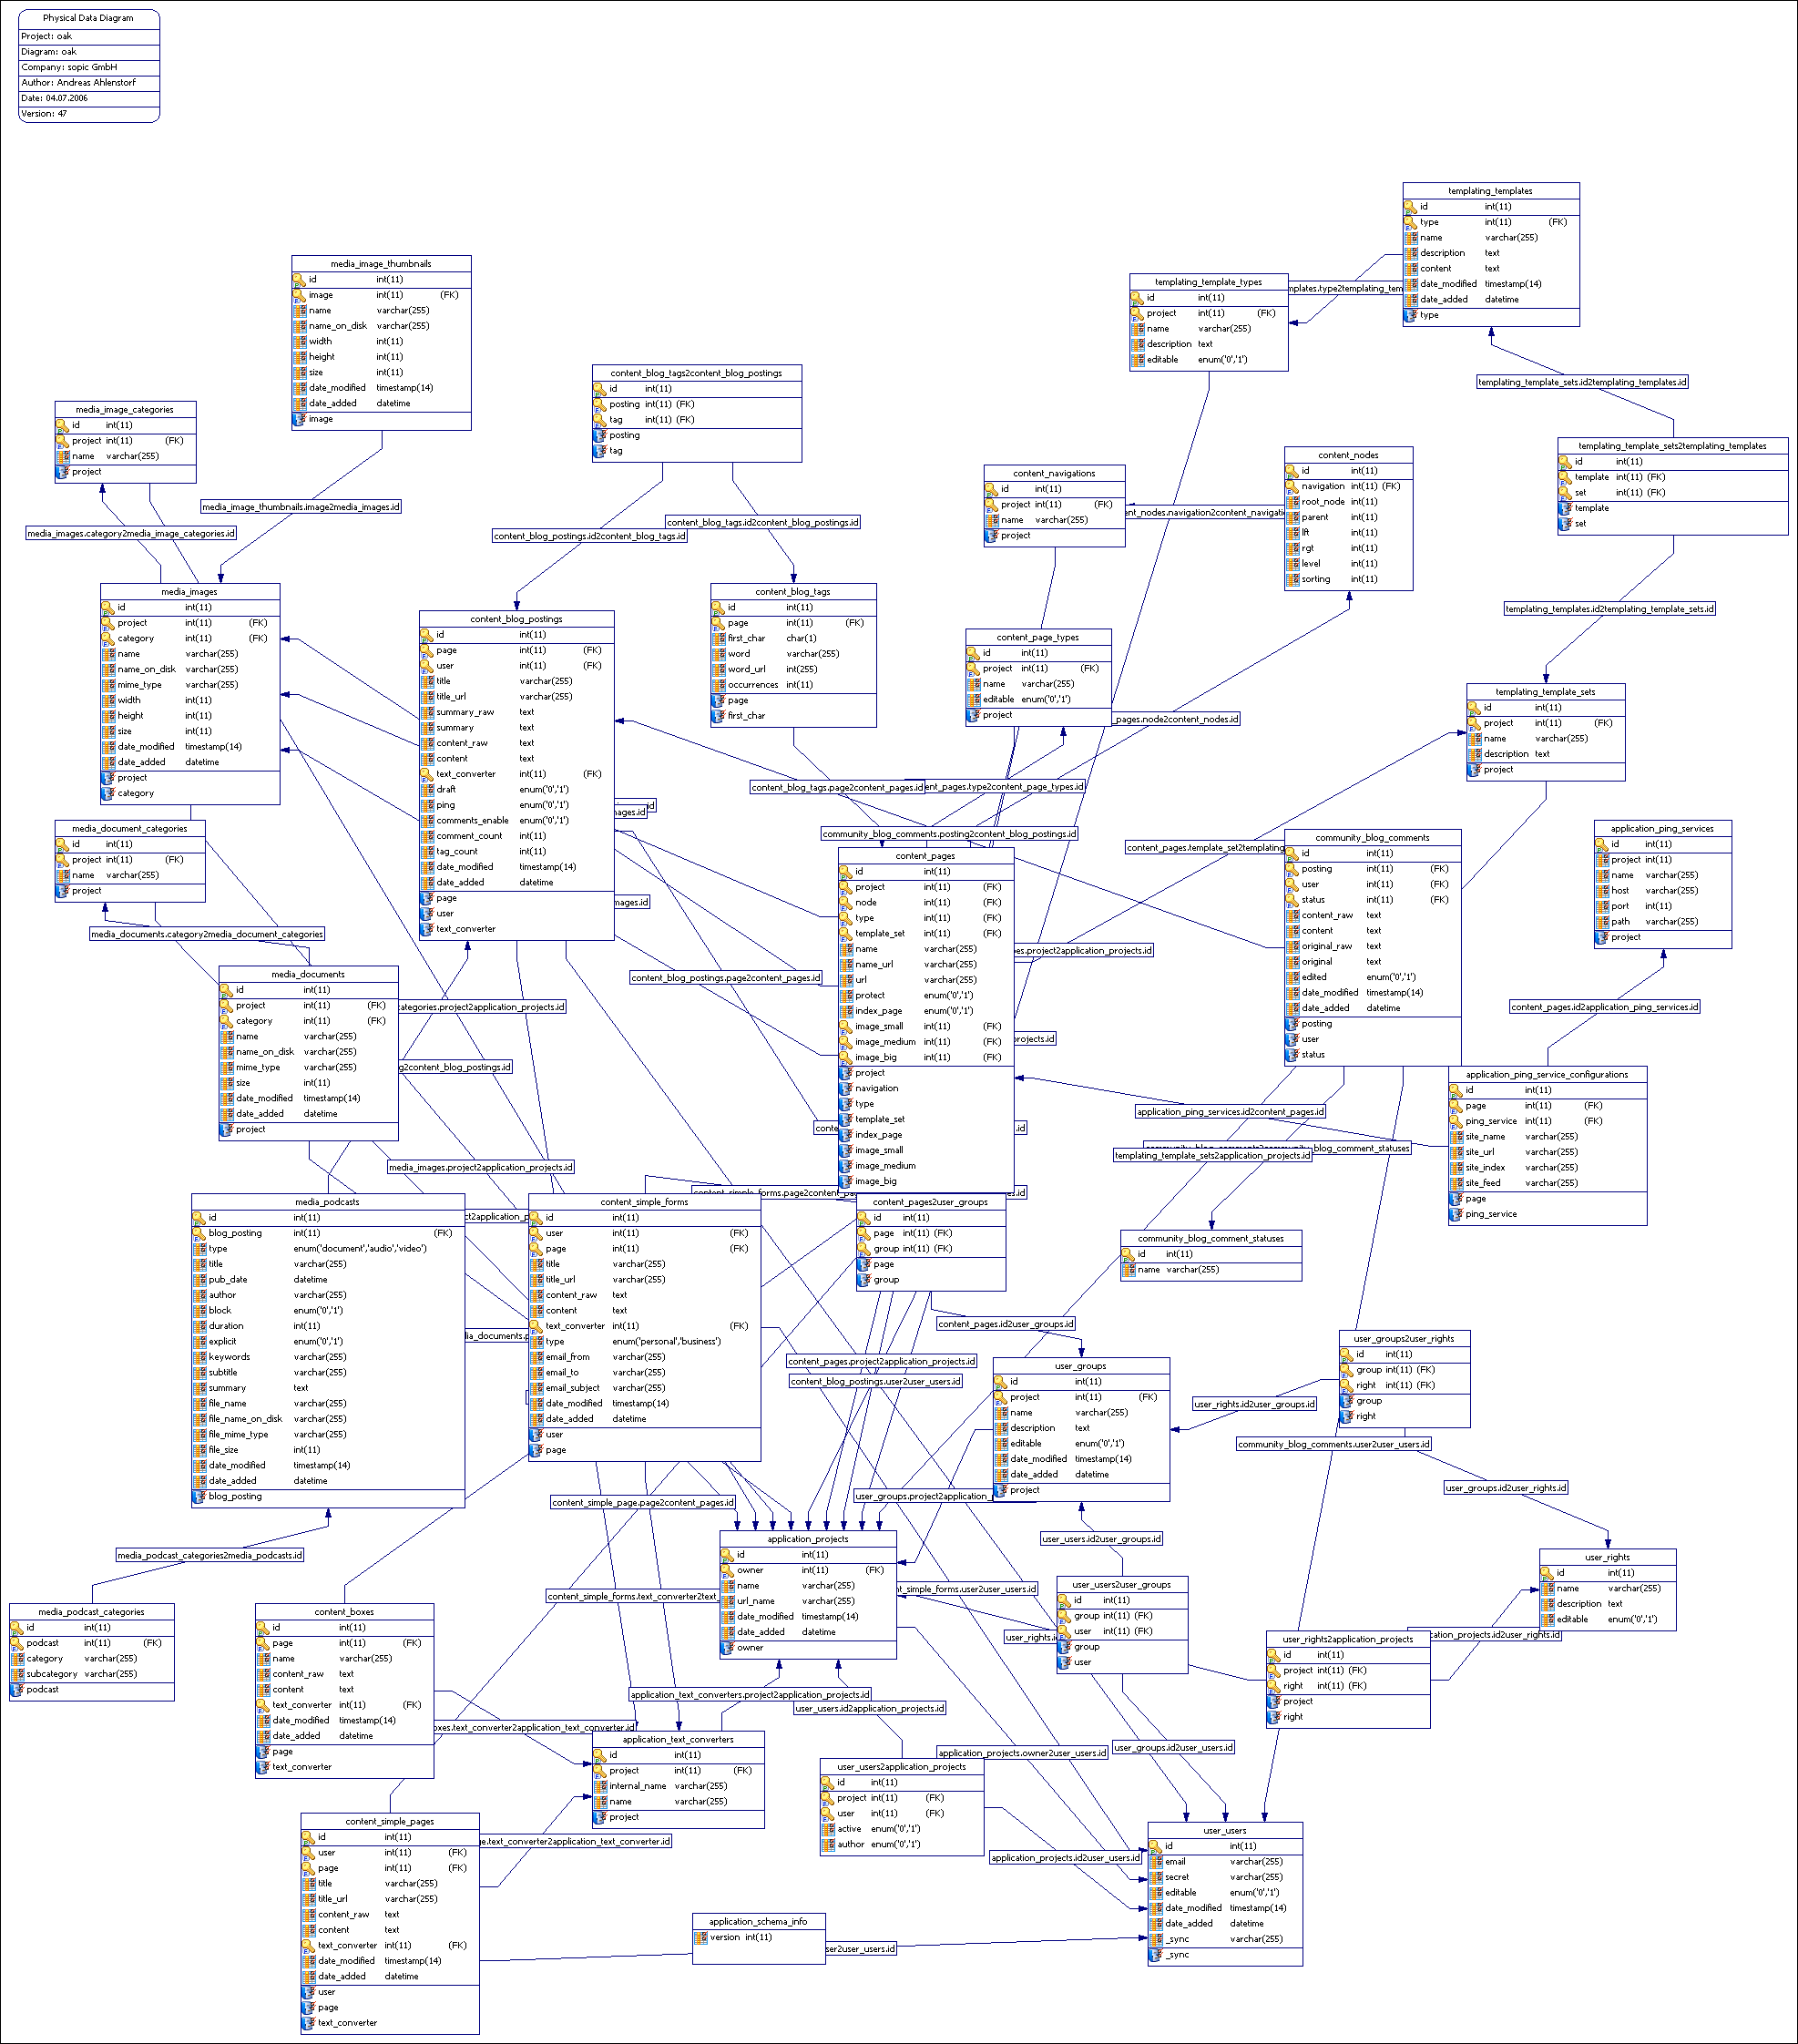 Physical Data Diagram
Project: oak
Diagram: oak
Company: sopic GmbH
Author: Andreas Ahlenstorf
Date: 04.07.2006
Version: 47
templating_templates
id int(11)
type int(11) (FK)
name varchar(255)
description text
content text
date_modified timestamp(14)
date_added datetime
type
media_image_thumbnails
id int(11)
image int(11) (FK)
name varchar(255)
name_on_disk varchar(255)
width int(11)
height int(11)
size int(11)
date_modified timestamp(14)
date_added datetime
image
templating_template_types
id int(11)
project int(11) (FK)
name varchar(255)
description text
editable enum('0','1')
mplates.type2templating_tem
content_blog_tags2content_blog_postings
id int(11)
posting int(11) (FK)
tag int(11) (FK)
posting
tag
templating_template_sets.id2templating_templates.id
media_image_categories
id int(11)
project int(11) (FK)
name varchar(255)
project
templating_template_sets2templating_templates
id int(11)
template int(11) (FK)
set int(11) (FK)
template
set
content_navigations
id int(11)
project int(11) (FK)
name varchar(255)
project
content_nodes
id int(11)
navigation int(11) (FK)
root_node int(11)
parent int(11)
lft int(11)
rgt int(11)
level int(11)
sorting int(11)
media_image_thumbnails.image2media_images.id
media_images.category2media_image_categories.id
content_blog_tags.id2content_blog_postings.id
content_blog_postings.id2content_blog_tags.id
ent_nodes.navigation2content_navigati
media_images
id int(11)
project int(11) (FK)
category int(11) (FK)
name varchar(255)
name_on_disk varchar(255)
mime_type varchar(255)
width int(11)
height int(11)
size int(11)
date_modified timestamp(14)
date_added datetime
project
category
content_blog_postings
id int(11)
page int(11) (FK)
user int(11) (FK)
title varchar(255)
title_url varchar(255)
summary_raw text
summary text
content_raw text
content text
text_converter int(11) (FK)
draft enum('0','1')
ping enum('0','1')
comments_enable enum('0','1')
comment_count int(11)
tag_count int(11)
date_modified timestamp(14)
date_added datetime
page
user
text_converter
content_blog_tags
id int(11)
page int(11) (FK)
first_char char(1)
word varchar(255)
word_url int(255)
occurrences int(11)
page
first_char
content_page_types
id int(11)
project int(11) (FK)
name varchar(255)
editable enum('0','1')
project
templating_templates.id2templating_template_sets.id
_pages.node2content_nodes.id
templating_template_sets
id int(11)
project int(11) (FK)
name varchar(255)
description text
project
content_blog_tags.page2content_pages.id
ent_pages.type2content_page_types.id
mages.id
community_blog_comments.posting2content_blog_postings.id
content_pages.template_set2templating
media_document_categories
id int(11)
project int(11) (FK)
name varchar(255)
project
content_pages
id int(11)
project int(11) (FK)
node int(11) (FK)
type int(11) (FK)
template_set int(11) (FK)
name varchar(255)
name_url varchar(255)
url varchar(255)
protect enum('0','1')
index_page enum('0','1')
image_small int(11) (FK)
image_medium int(11) (FK)
image_big int(11) (FK)
project
navigation
type
template_set
index_page
image_small
image_medium
image_big
community_blog_comments
id int(11)
posting int(11) (FK)
user int(11) (FK)
status int(11) (FK)
content_raw text
content text
original_raw text
original text
edited enum('0','1')
date_modified timestamp(14)
date_added datetime
posting
user
status
application_ping_services
id int(11)
project int(11)
name varchar(255)
host varchar(255)
port int(11)
path varchar(255)
project
mages.id
media_documents.category2media_document_categories
es.project2application_projects.id
content_blog_postings.page2content_pages.id
media_documents
id int(11)
project int(11) (FK)
category int(11) (FK)
name varchar(255)
name_on_disk varchar(255)
mime_type varchar(255)
size int(11)
date_modified timestamp(14)
date_added datetime
project
categories.project2application_projects.id
content_pages.id2application_ping_services.id
projects.id
g2content_blog_postings.id
application_ping_service_configurations
id int(11)
page int(11) (FK)
ping_service int(11) (FK)
site_name varchar(255)
site_url varchar(255)
site_index varchar(255)
site_feed varchar(255)
page
ping_service
application_ping_services.id2content_pages.id
conte
.id
blog_comment_statuses
templating_template_sets2application_projects.id
media_images.project2application_projects.id
content_simple_forms.page2content_pa
es.id
media_podcasts
id int(11)
blog_posting int(11) (FK)
type enum('document','audio','video')
title varchar(255)
pub_date datetime
author varchar(255)
block enum('0','1')
duration int(11)
explicit enum('0','1')
keywords varchar(255)
subtitle varchar(255)
summary text
file_name varchar(255)
file_name_on_disk varchar(255)
file_mime_type varchar(255)
file_size int(11)
date_modified timestamp(14)
date_added datetime
blog_posting
ct2application_p
content_simple_forms
id int(11)
user int(11) (FK)
page int(11) (FK)
title varchar(255)
title_url varchar(255)
content_raw text
content text
text_converter int(11) (FK)
type enum('personal','business')
email_from varchar(255)
email_to varchar(255)
email_subject varchar(255)
date_modified timestamp(14)
date_added datetime
user
page
content_pages2user_groups
id int(11)
page int(11) (FK)
group int(11) (FK)
page
group
community_blog_comment_statuses
id int(11)
name varchar(255)
content_pages.id2user_groups.id
dia_documents.p
user_groups2user_rights
id int(11)
group int(11) (FK)
right int(11) (FK)
group
right
content_pages.project2application_projects.id
content_blog_postings.user2user_users.id
user_groups
id int(11)
project int(11) (FK)
name varchar(255)
description text
editable enum('0','1')
date_modified timestamp(14)
date_added datetime
project
user_rights.id2user_groups.id
community_blog_comments.user2user_users.id
user_groups.id2user_rights.id
content_simple_page.page2content_pages.id
user_groups.project2application_p
application_projects
id int(11)
owner int(11) (FK)
name varchar(255)
url_name varchar(255)
date_modified timestamp(14)
date_added datetime
owner
user_users.id2user_groups.id
media_podcast_categories2media_podcasts.id
user_rights
id int(11)
name varchar(255)
description text
editable enum('0','1')
content_simple_forms.text_converter2text
nt_simple_forms.user2user_users.id
user_users2user_groups
id int(11)
group int(11) (FK)
user int(11) (FK)
group
user
media_podcast_categories
id int(11)
podcast int(11) (FK)
category varchar(255)
subcategory varchar(255)
podcast
content_boxes
id int(11)
page int(11) (FK)
name varchar(255)
content_raw text
content text
text_converter int(11) (FK)
date_modified timestamp(14)
date_added datetime
page
text_converter
user_rights.id
ication_projects.id2user_rights.id
user_rights2application_projects
id int(11)
project int(11) (FK)
right int(11) (FK)
project
right
application_text_converters.project2application_projects.id
user_users.id2application_projects.id
oxes.text_converter2application_text_converter.id
application_text_converters
id int(11)
project int(11) (FK)
internal_name varchar(255)
name varchar(255)
project
application_projects.owner2user_users.id
user_groups.id2user_users.id
user_users2application_projects
id int(11)
project int(11) (FK)
user int(11) (FK)
active enum('0','1')
author enum('0','1')
content_simple_pages
id int(11)
user int(11) (FK)
page int(11) (FK)
title varchar(255)
title_url varchar(255)
content_raw text
content text
text_converter int(11) (FK)
date_modified timestamp(14)
date_added datetime
user
page
text_converter
ge.text_converter2application_text_converter.id
application_projects.id2user_users.id
user_users
id int(11)
email varchar(255)
secret varchar(255)
editable enum('0','1')
date_modified timestamp(14)
date_added datetime
_sync varchar(255)
_sync
application_schema_info
version int(11)
ser2user_users.id